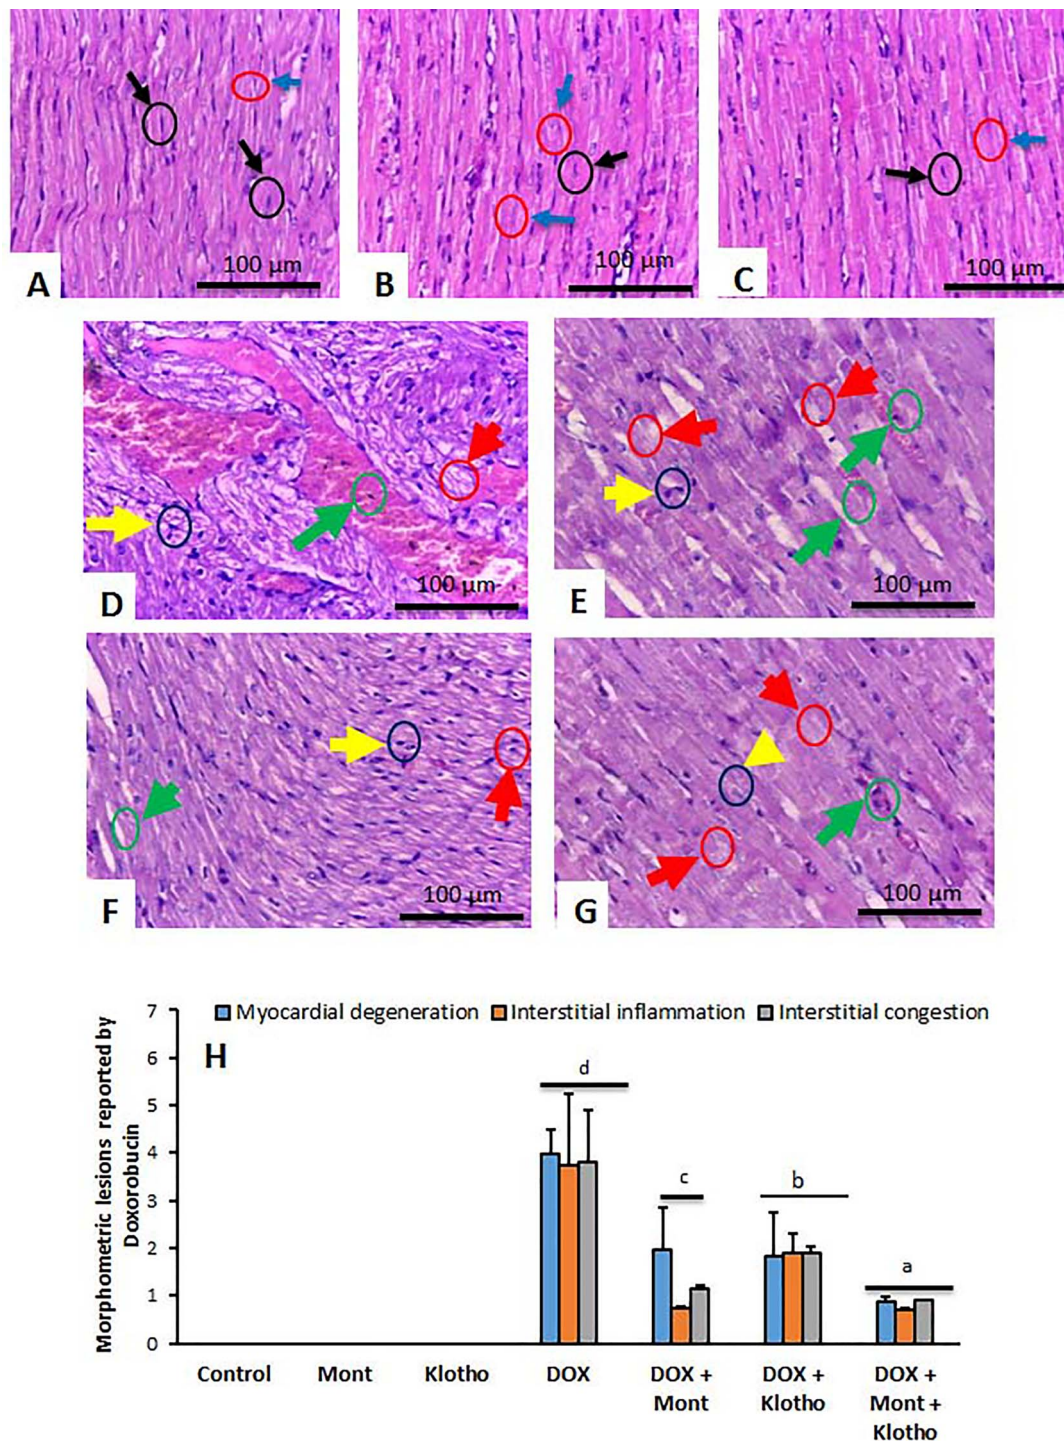 100 µm
A
100 µm
B
100 µm
C
100 µm
D
100 µm
E
100 µm
F
100 µm
G
H
Myocardial degeneration Interstitial inflammation Interstitial congestion
Morphometric lesions reported by
Doxorobucin
7
6
5
4
3
2
1
0
d
c
b
a
Control Mont Klotho DOX DOX + DOX + DOX +
Mont Klotho Mont +
Klotho